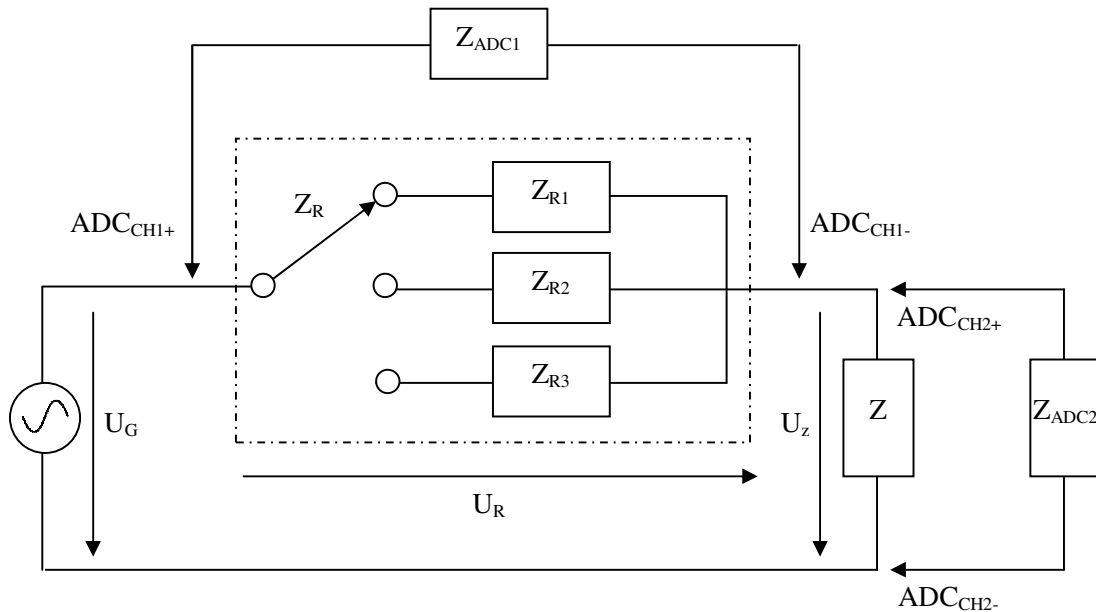 Z_ADC1
Z_R1
Z_R
ADC_CH1+
ADC_CH1-
Z_R2
ADC_CH2+
Z_R3
U_G
U_z
Z
Z_ADC2
U_R
ADC_CH2-